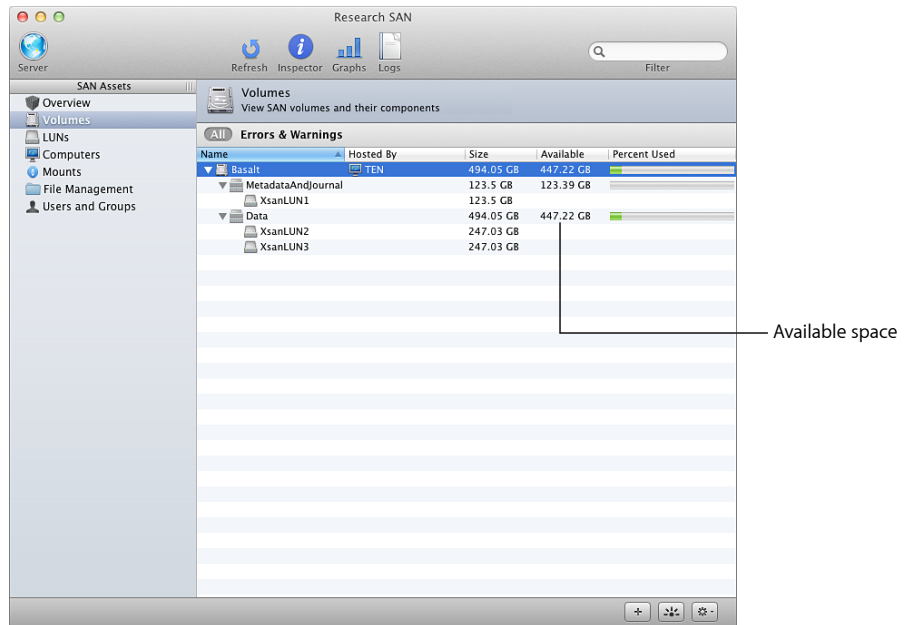 Research SAN
Server
Refresh Inspector Graphs Logs
Filter
SAN Assets
Overview
Volumes
LUNs
Computers
Mounts
File Management
Users and Groups
Volumes
View SAN volumes and their components
All Errors & Warnings
Name Hosted By Size Available Percent Used
Basalt TEN 494.05 GB 447.22 GB
MetadataAndJournal 123.5 GB 123.39 GB
XsanLUN1 123.5 GB
Data 494.05 GB 447.22 GB
XsanLUN2 247.03 GB
XsanLUN3 247.03 GB
Available space